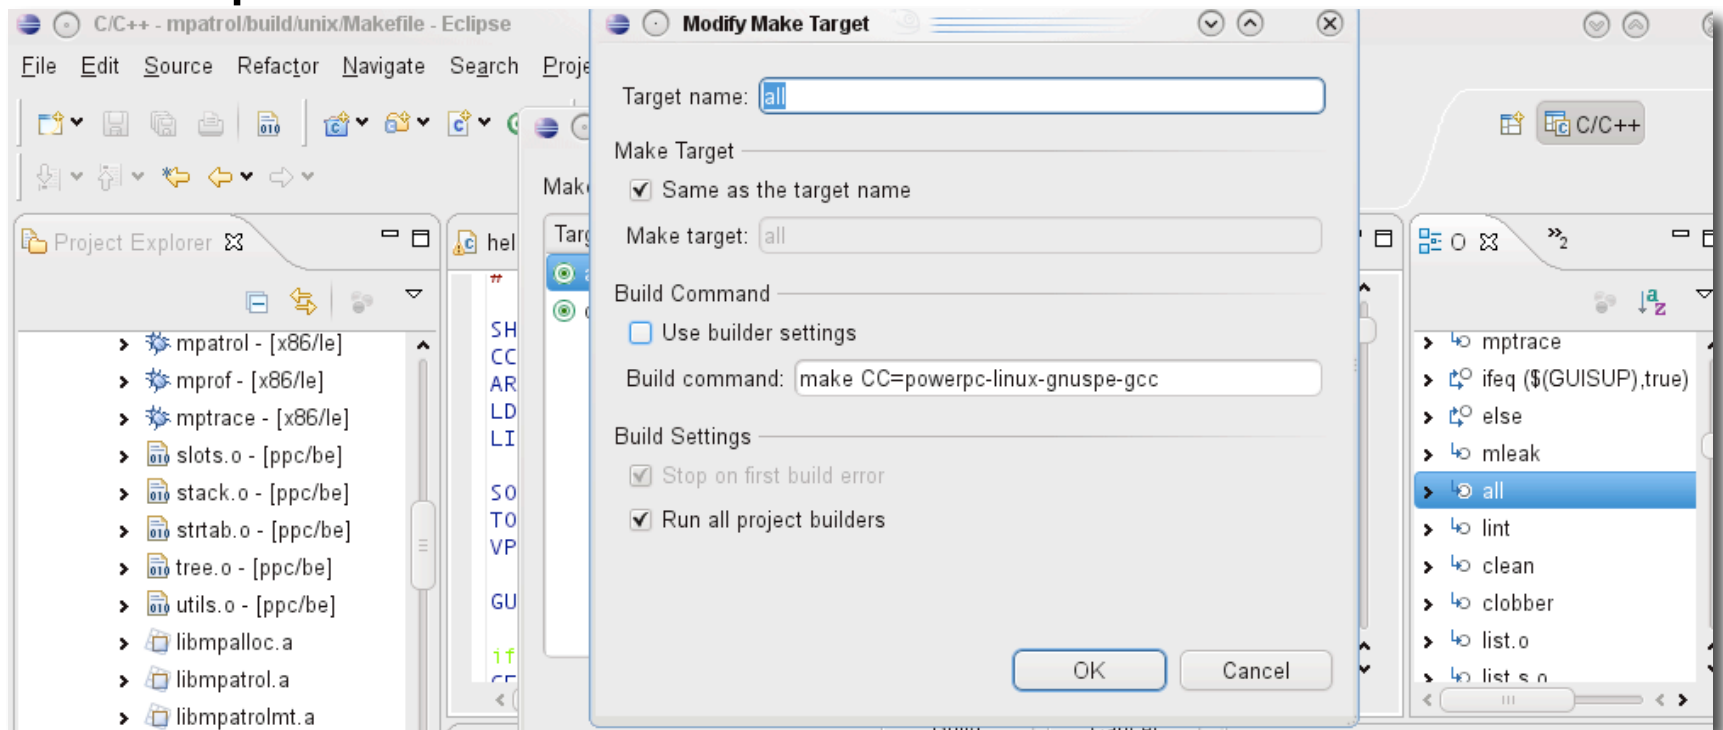 C/C++ - mpatrol/build/unix/Makefile - Eclipse
File Edit Source Refactor Navigate Search Proje
C/C++
Project Explorer
mpatrol - [x86/le]
mprof - [x86/le]
mptrace - [x86/le]
slots.o - [ppc/be]
stack.o - [ppc/be]
strtab.o - [ppc/be]
tree.o - [ppc/be]
utils.o - [ppc/be]
libmpalloc.a
libmpatrol.a
libmpatrolmt.a
hel
#
SH
CC
AR
LD
LI
SO
TO
VP
GU
if
Make
Targ
Modify Make Target
Target name: all
Make Target
Same as the target name
Make target: all
Build Command
Use builder settings
Build command: make CC=powerpc-linux-gnuspe-gcc
Build Settings
Stop on first build error
Run all project builders
OK Cancel
O »2
mptrace
ifeq ($(GUISUP),true)
else
mleak
all
lint
clean
clobber
list.o
list s o